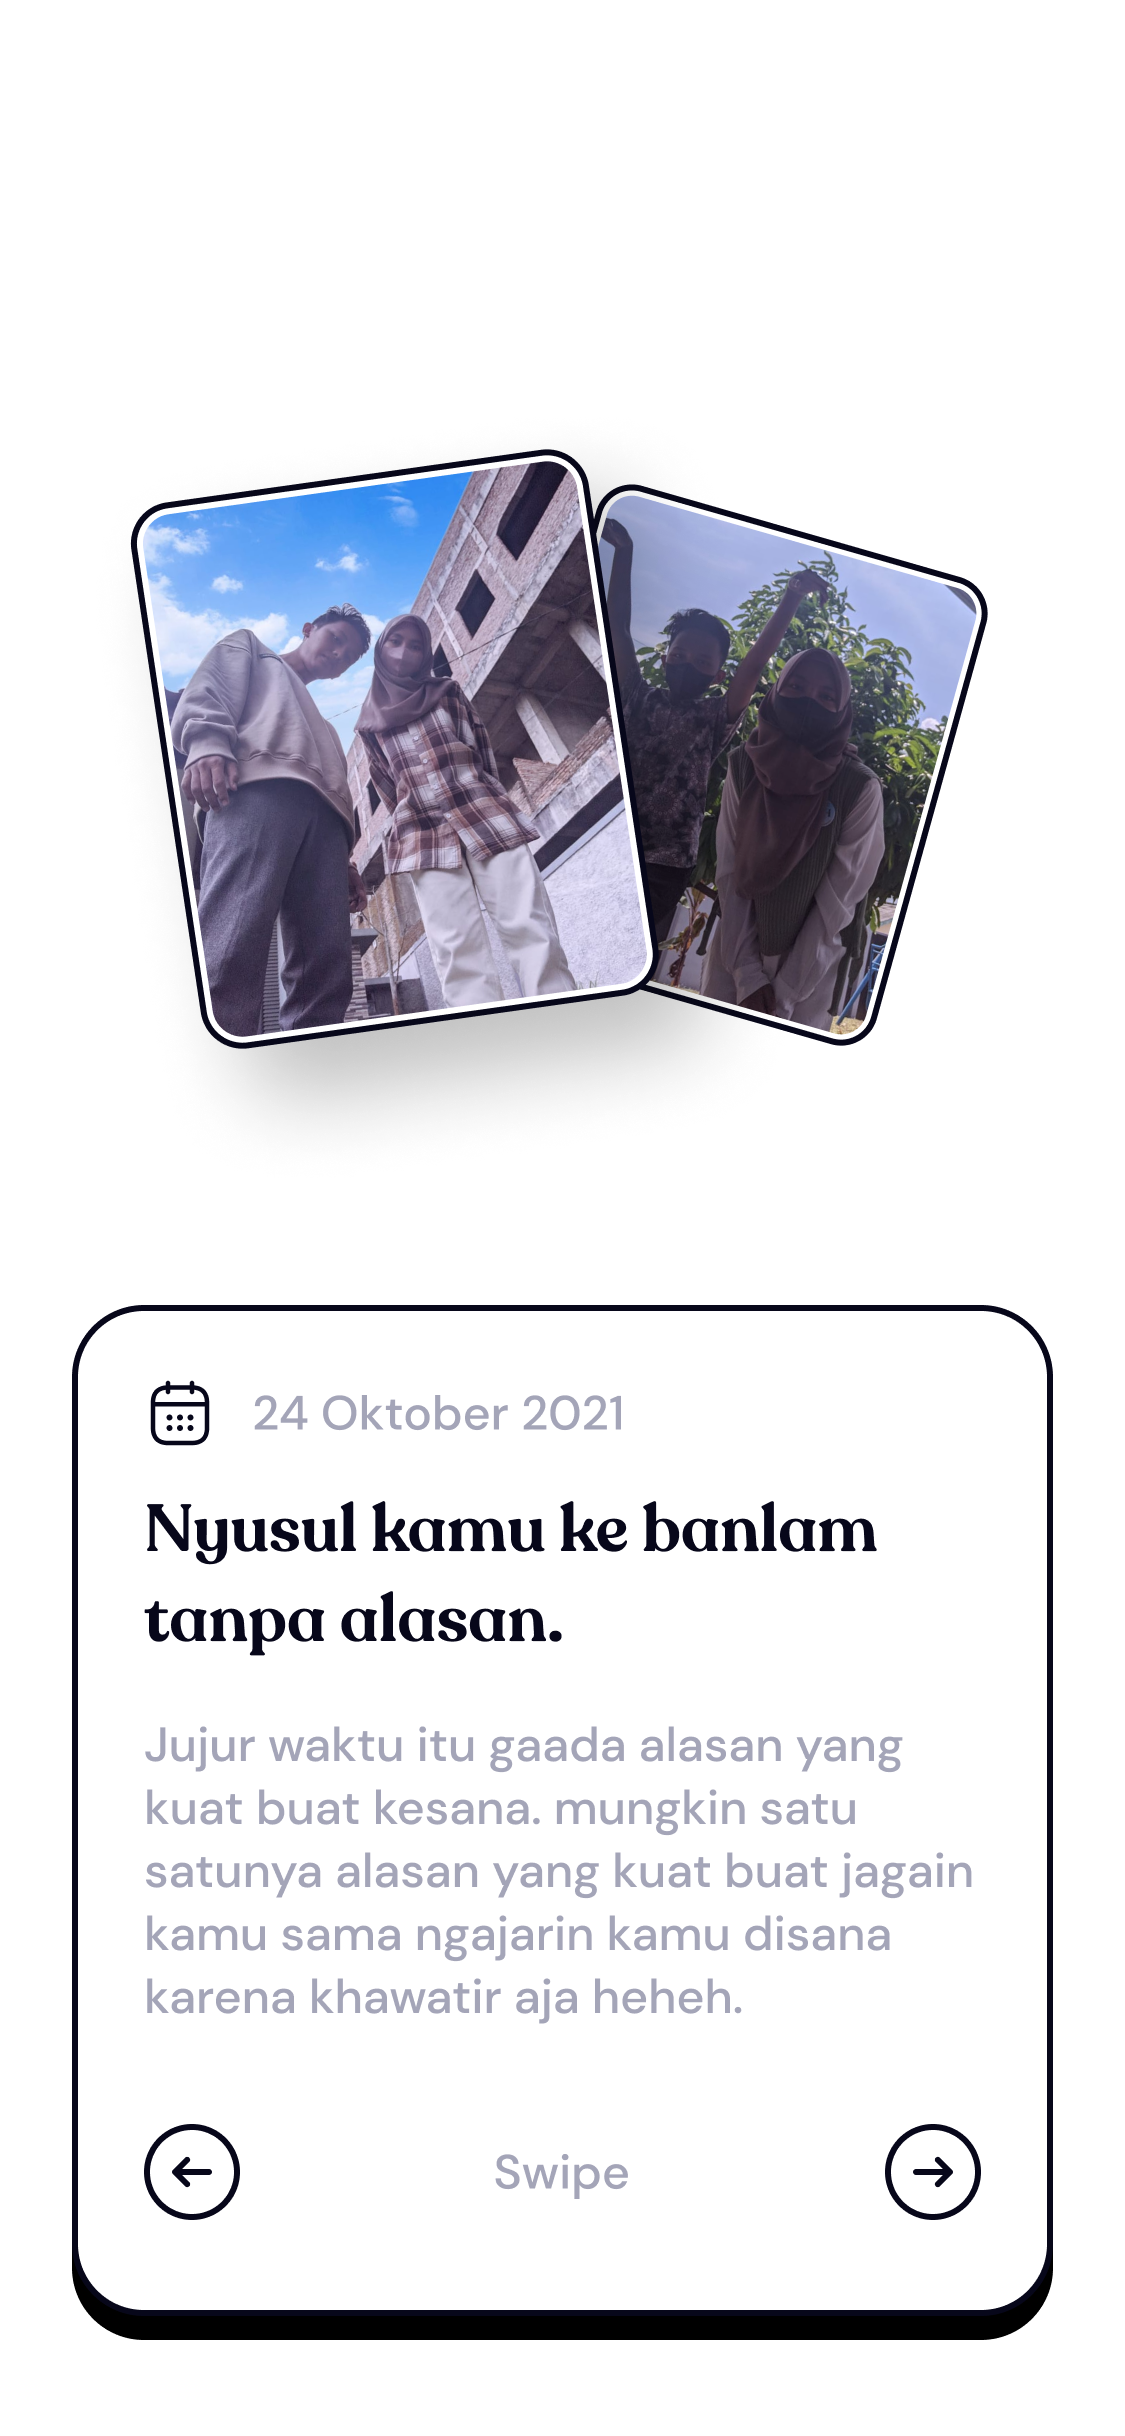 24 Oktober 2021
Nyusul kamu ke banlam
tanpa alasan.
Jujur waktu itu gaada alasan yang
kuat buat kesana. mungkin satu
satunya alasan yang kuat buat jagain
kamu sama ngajarin kamu disana
karena khawatir aja heheh.
Swipe